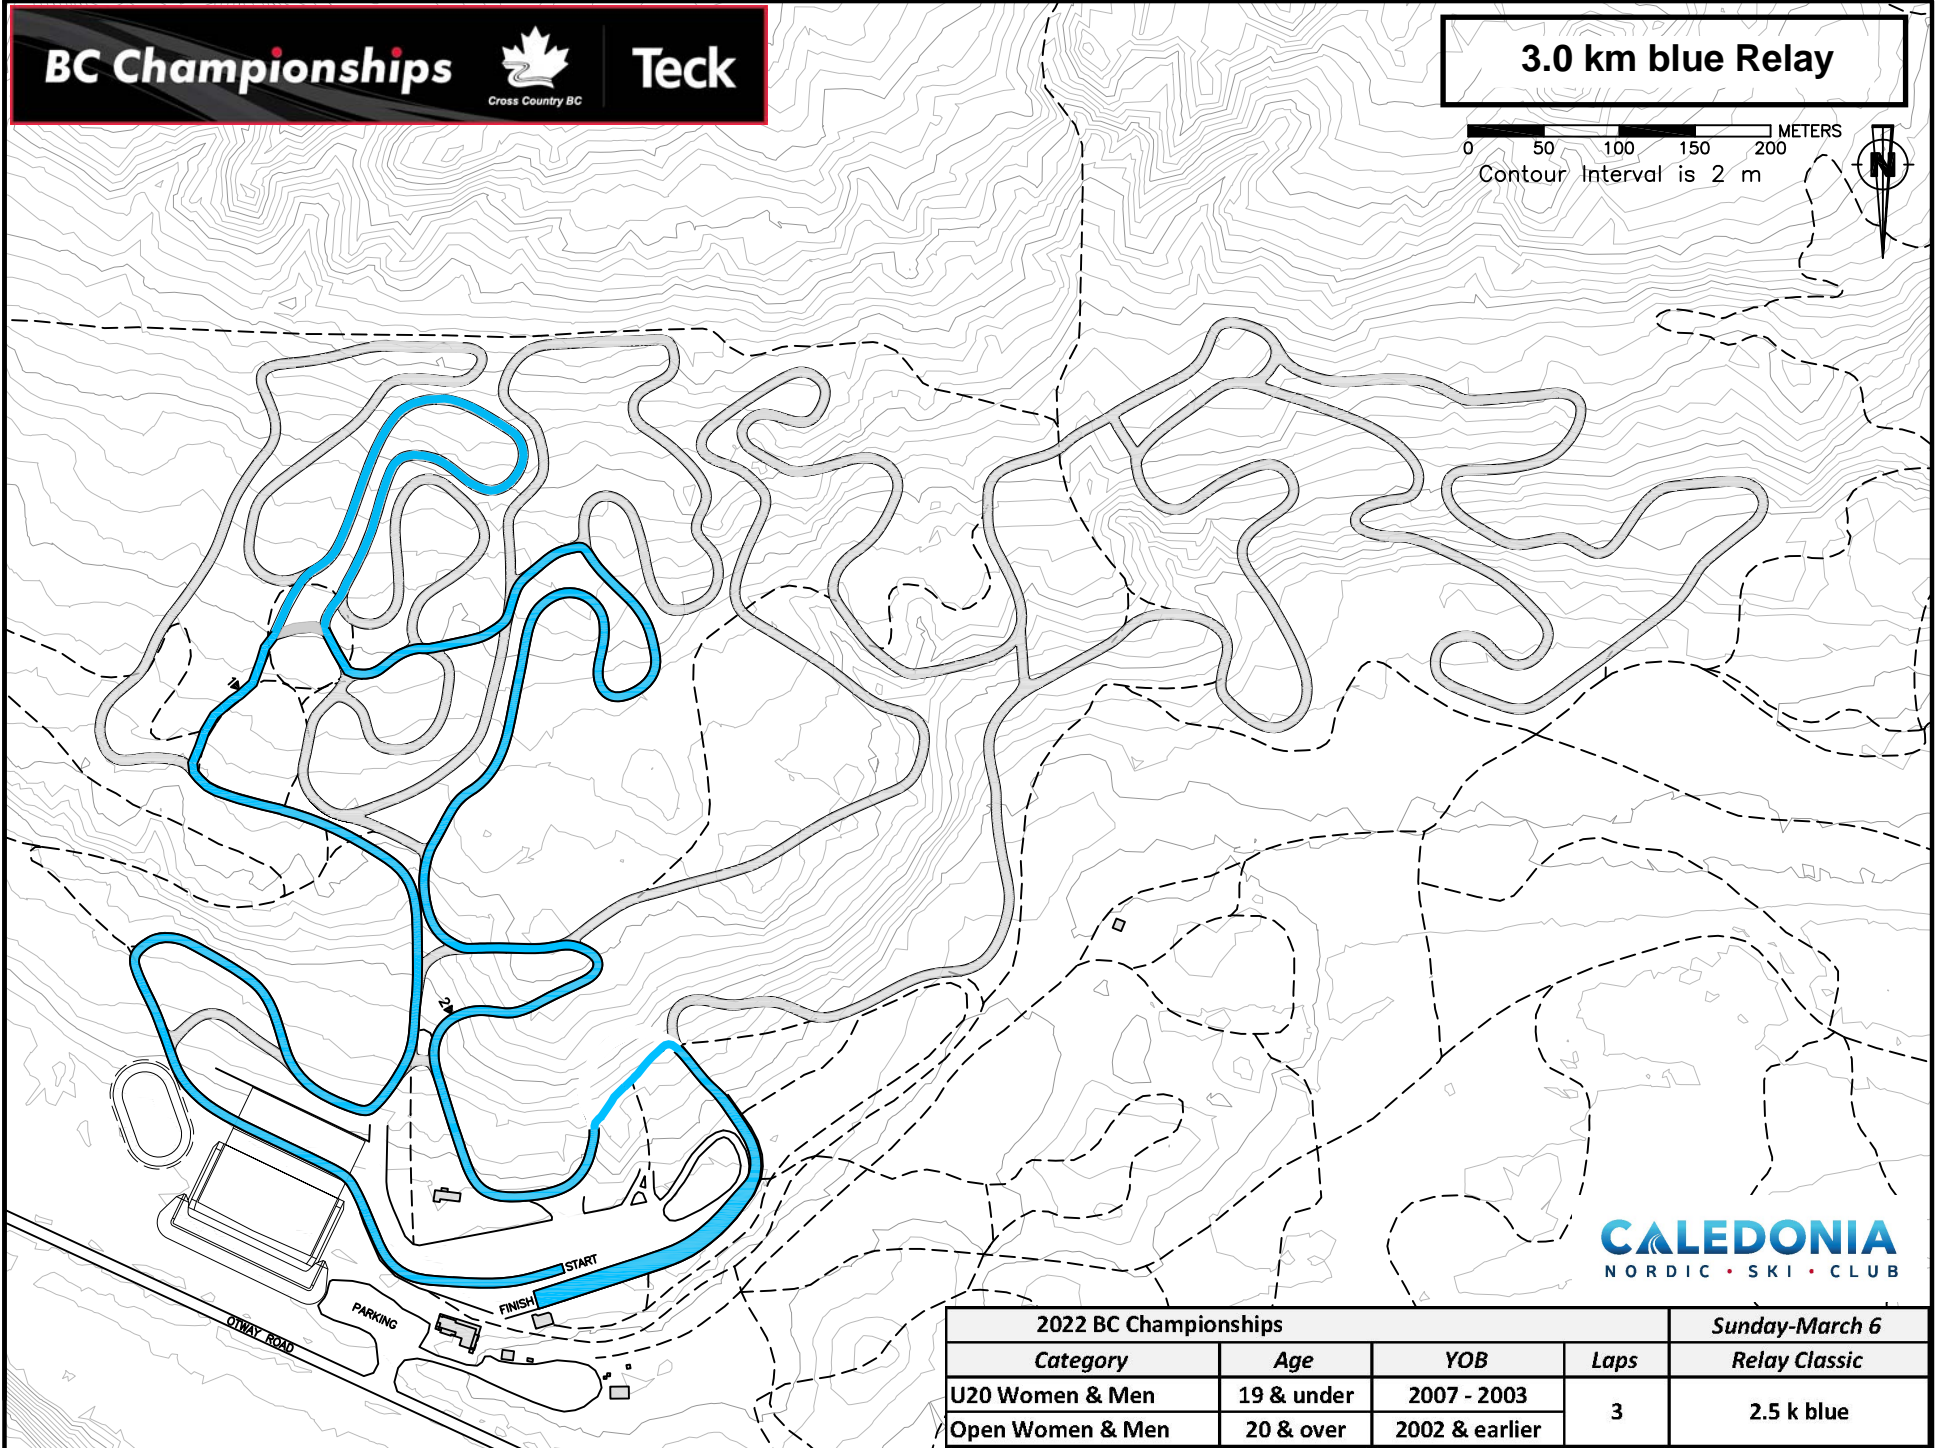 BC Championships
Cross Country BC
Teck
3.0 km blue Relay
METERS
0 50 100 150 200
Contour Interval is 2 m
N
1
2
START
FINISH
PARKING
OTWAY ROAD
CALEDONIA
NORDIC • SKI • CLUB
2022 BC Championships Sunday-March 6
Category Age YOB Laps Relay Classic
U20 Women & Men 19 & under 2007 - 2003 3 2.5 k blue
Open Women & Men 20 & over 2002 & earlier